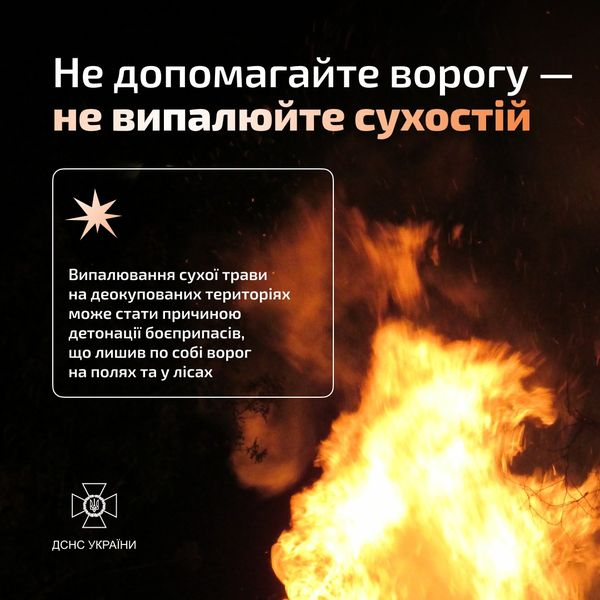 Не допомагайте ворогу —
не випалюйте сухостій
Випалювання сухої трави
на деокупованих територіях
може стати причиною
детонації боєприпасів,
що лишив по собі ворог
на полях та у лісах
ДСНС УКРАЇНИ